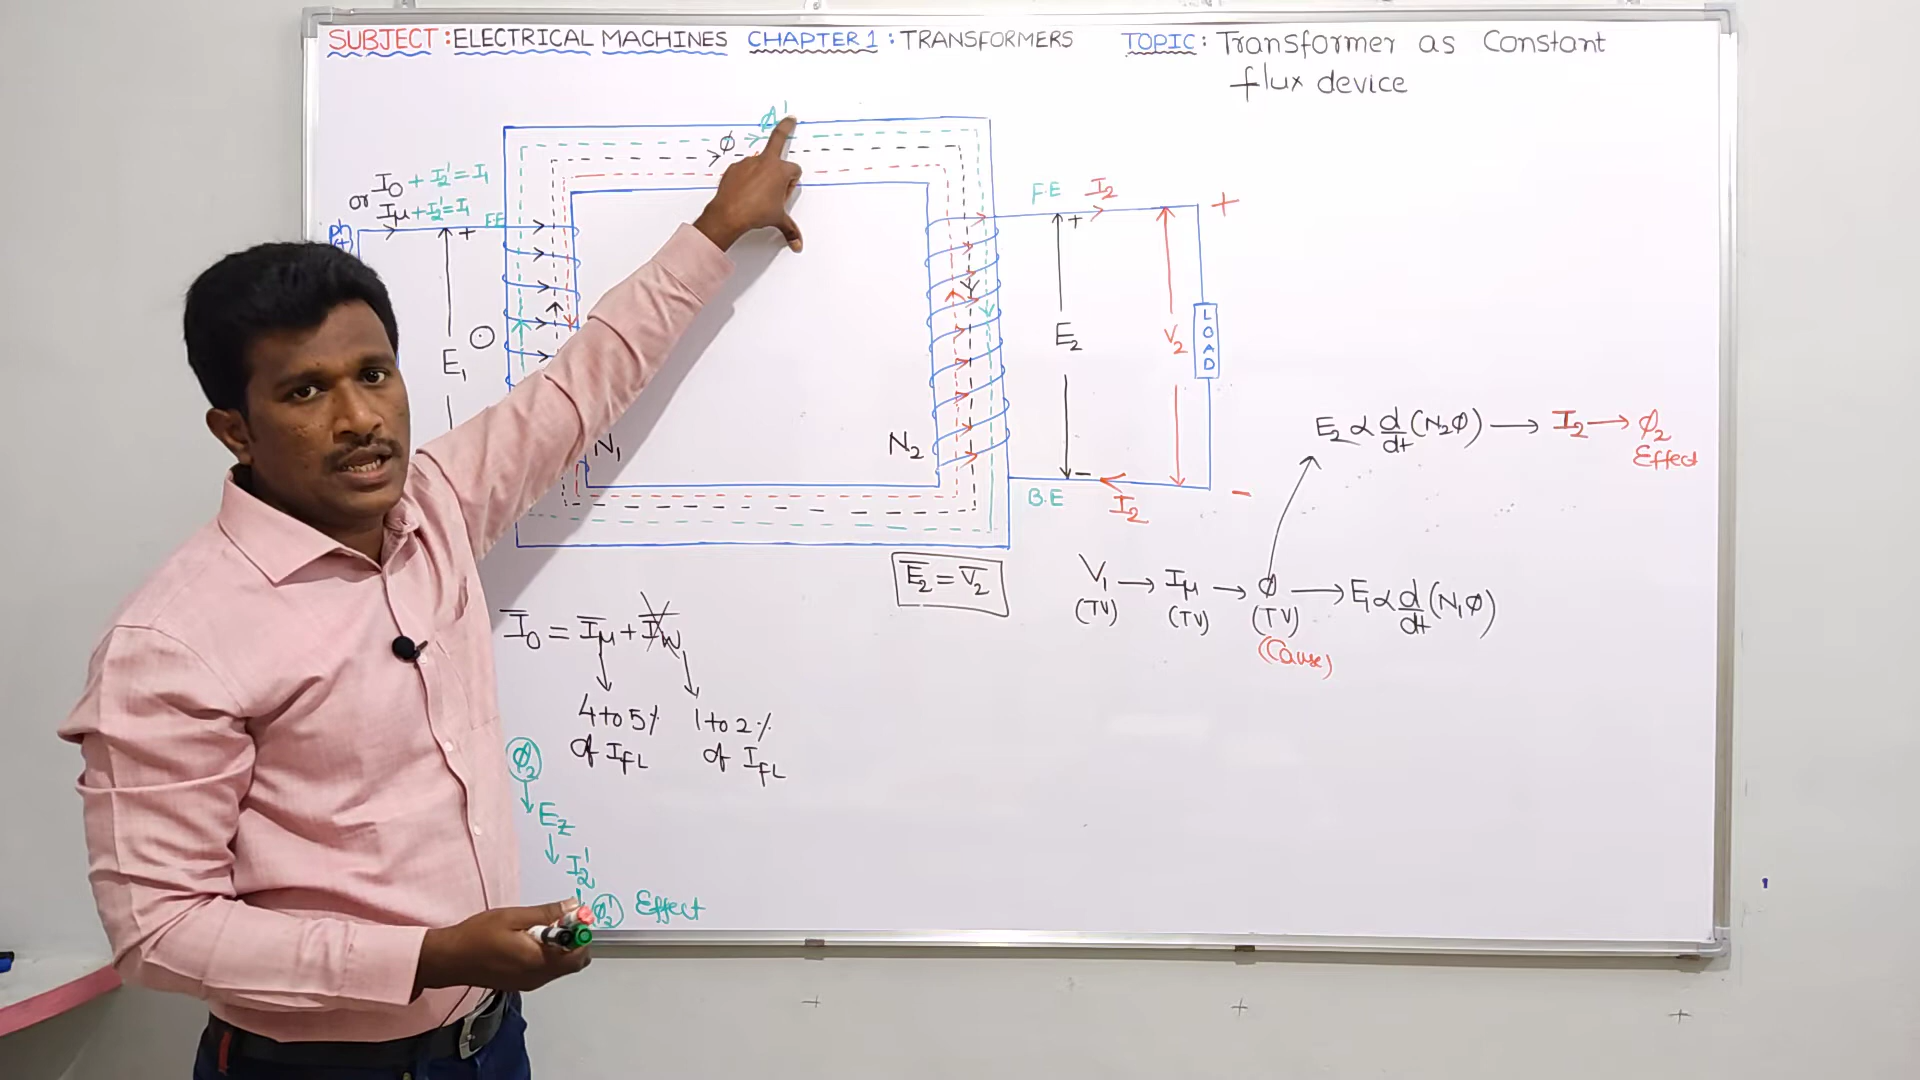 SUBJECT : ELECTRICAL MACHINES CHAPTER 1 : TRANSFORMERS TOPIC : Transformer as Constant
flux device
I0 + I2' = I1
or
Iμ + I2' = I1
F.E
+
ϕ
E1
N1
N2
F.E
I2
+
+
E2
V2
LOAD
−
B.E
I2
−
E2 = V2
E2 ∝ d/dt (N2ϕ) → I2 → ϕ2
Effect
V1 → Iμ → ϕ → E1 ∝ d/dt (N1ϕ)
(TV) (TV) (TV)
(Cause)
I0 = Iμ + Iw
4 to 5% 1 to 2%
of IfL of IfL
ϕ2
E2
I2'
ϕ2' Effect